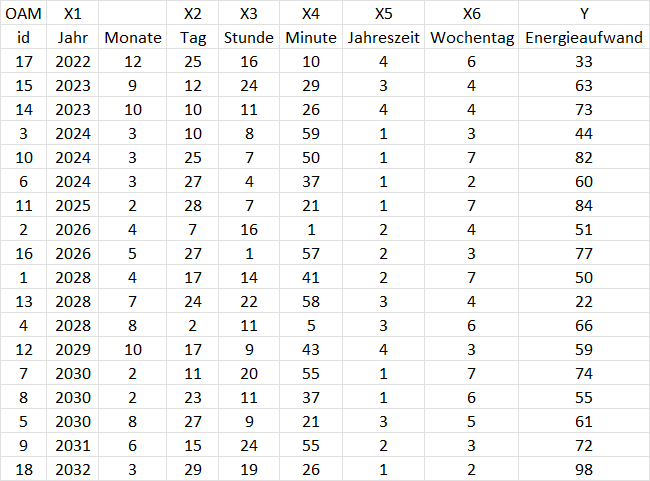 OAM X1 X2 X3 X4 X5 X6 Y
id Jahr Monate Tag Stunde Minute Jahreszeit Wochentag Energieaufwand
17 2022 12 25 16 10 4 6 33
15 2023 9 12 24 29 3 4 63
14 2023 10 10 11 26 4 4 73
3 2024 3 10 8 59 1 3 44
10 2024 3 25 7 50 1 7 82
6 2024 3 27 4 37 1 2 60
11 2025 2 28 7 21 1 7 84
2 2026 4 7 16 1 2 4 51
16 2026 5 27 1 57 2 3 77
1 2028 4 17 14 41 2 7 50
13 2028 7 24 22 58 3 4 22
4 2028 8 2 11 5 3 6 66
12 2029 10 17 9 43 4 3 59
7 2030 2 11 20 55 1 7 74
8 2030 2 23 11 37 1 6 55
5 2030 8 27 9 21 3 5 61
9 2031 6 15 24 55 2 3 72
18 2032 3 29 19 26 1 2 98